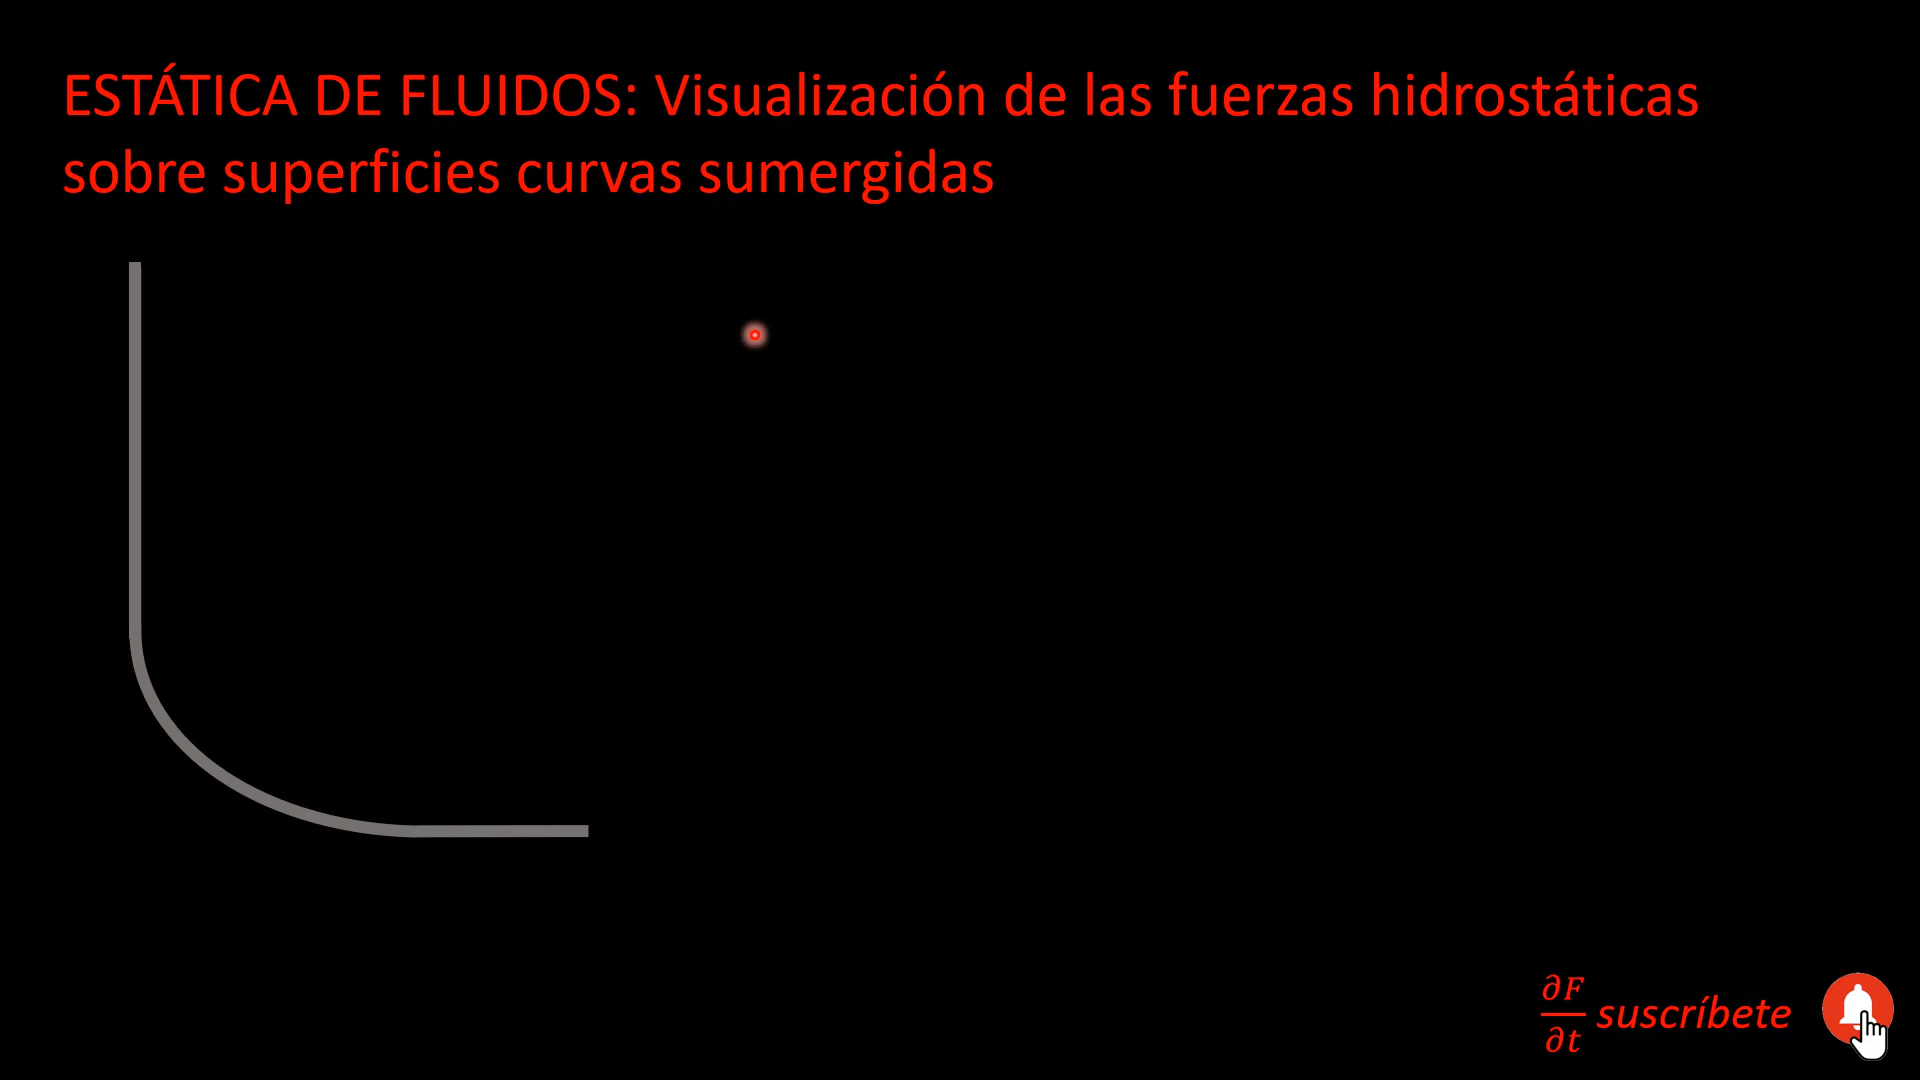 ESTÁTICA DE FLUIDOS: Visualización de las fuerzas hidrostáticas
sobre superficies curvas sumergidas
∂F/∂t suscríbete